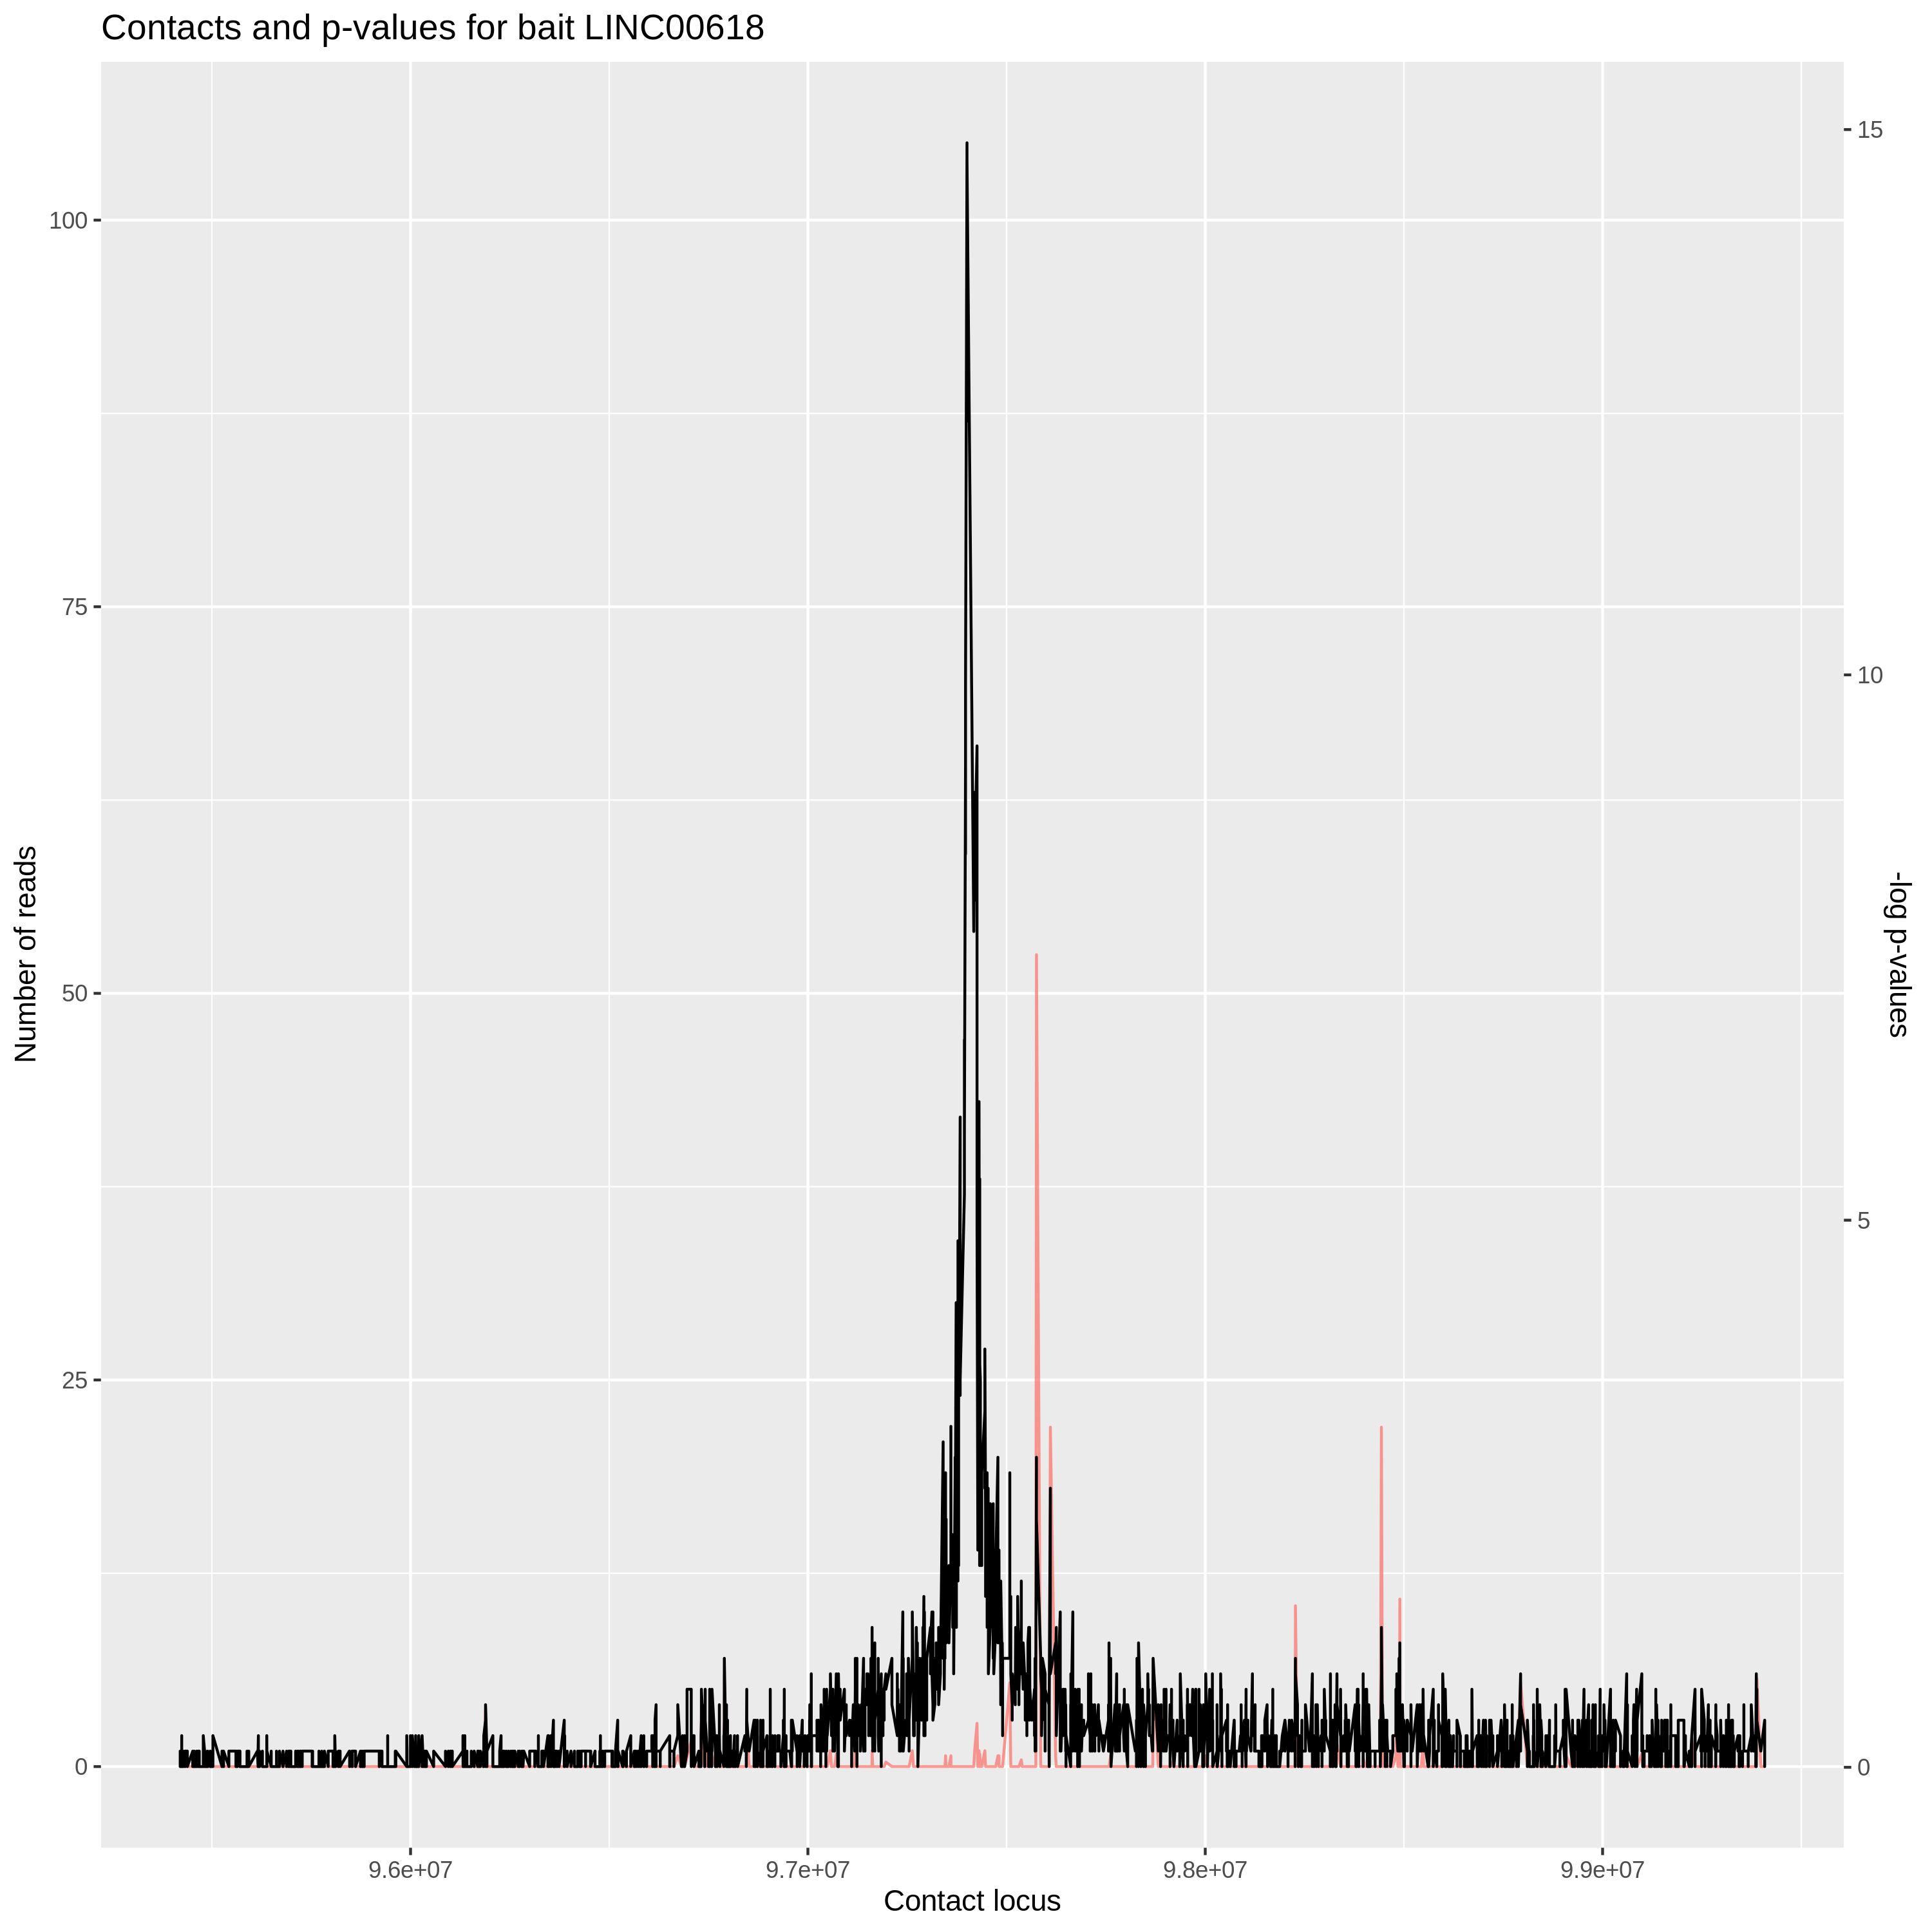 Contacts and p-values for bait LINC00618
15
100
75
10
Number of reads
-log p-values
50
5
25
0
0
9.6e+07
9.7e+07
9.8e+07
9.9e+07
Contact locus